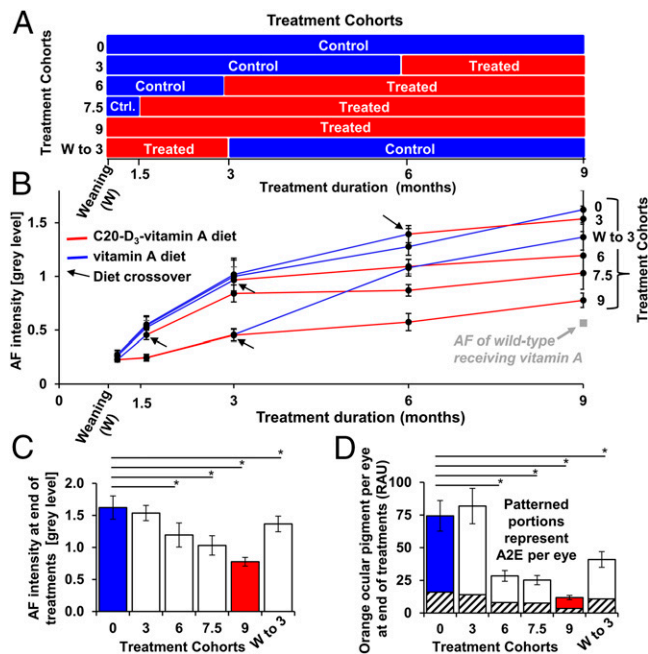 A
Treatment Cohorts
Treatment Cohorts
0 Control
3 Control Treated
6 Control Treated
7.5 Ctrl. Treated
9 Treated
W to 3 Treated Control
Weaning (W) 1.5 3 6 9
Treatment duration (months)
B
AF intensity [grey level]
1.5
1
0.5
0
C20-D3-vitamin A diet
vitamin A diet
Diet crossover
0
3
W to 3
6
7.5
9
Treatment Cohorts
AF of wild-type
receiving vitamin A
0 Weaning (W) 1.5 3 6 9
Treatment duration (months)
C
AF intensity at end of
treatments [grey level]
2.0
1.5
1.0
0.5
0.0
*
*
*
*
0 3 6 7.5 9 W to 3
Treatment Cohorts
D
Orange ocular pigment per eye
at end of treatments (RAU)
100
75
50
25
0
*
*
*
*
Patterned
portions
represent
A2E per eye
0 3 6 7.5 9 W to 3
Treatment Cohorts